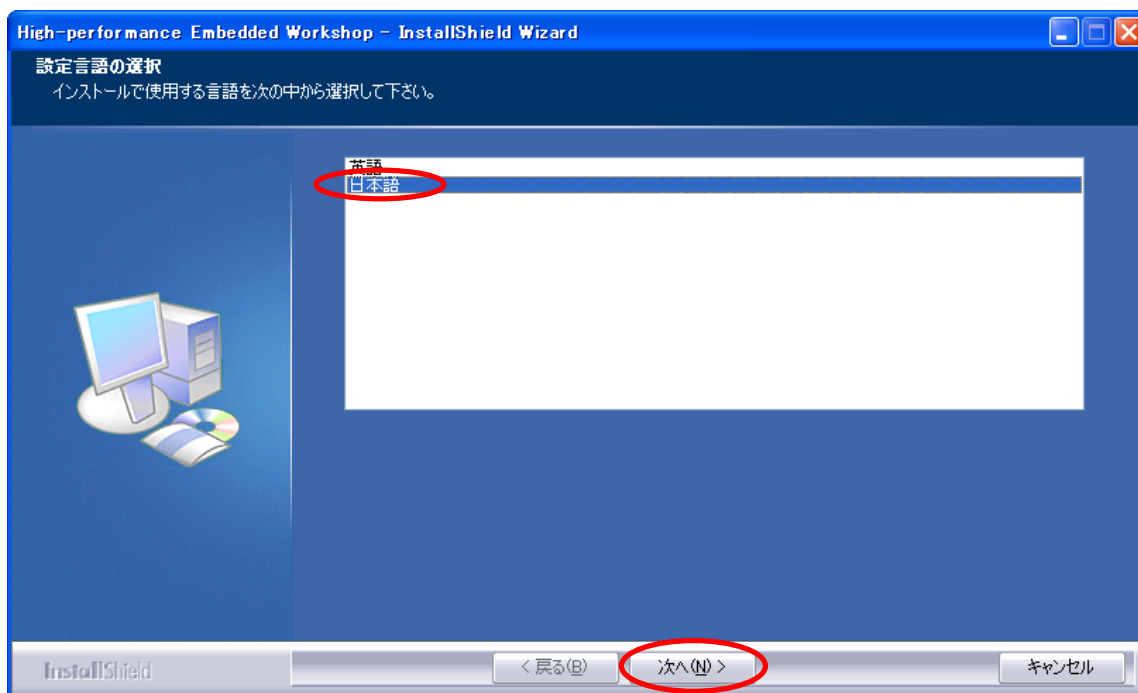 High-performance Embedded Workshop - InstallShield Wizard
設定言語の選択
インストールで使用する言語を次の中から選択して下さい。
英語
日本語
InstallShield
< 戻る(B)
次へ(N) >
キャンセル